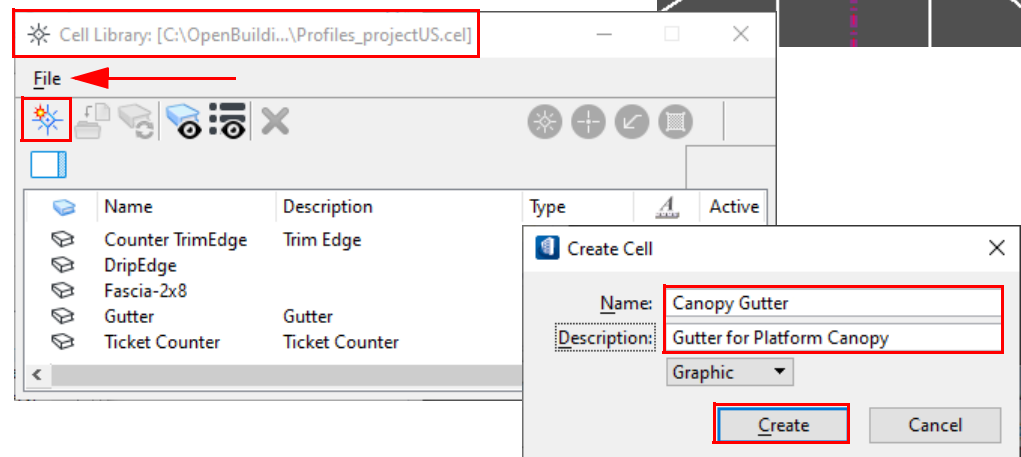 Cell Library: [C:\OpenBuildi...\Profiles_projectUS.cel]
File
Name Description Type Active
Counter TrimEdge Trim Edge
DripEdge
Fascia-2x8
Gutter Gutter
Ticket Counter Ticket Counter
Create Cell
Name: Canopy Gutter
Description: Gutter for Platform Canopy
Graphic
Create Cancel